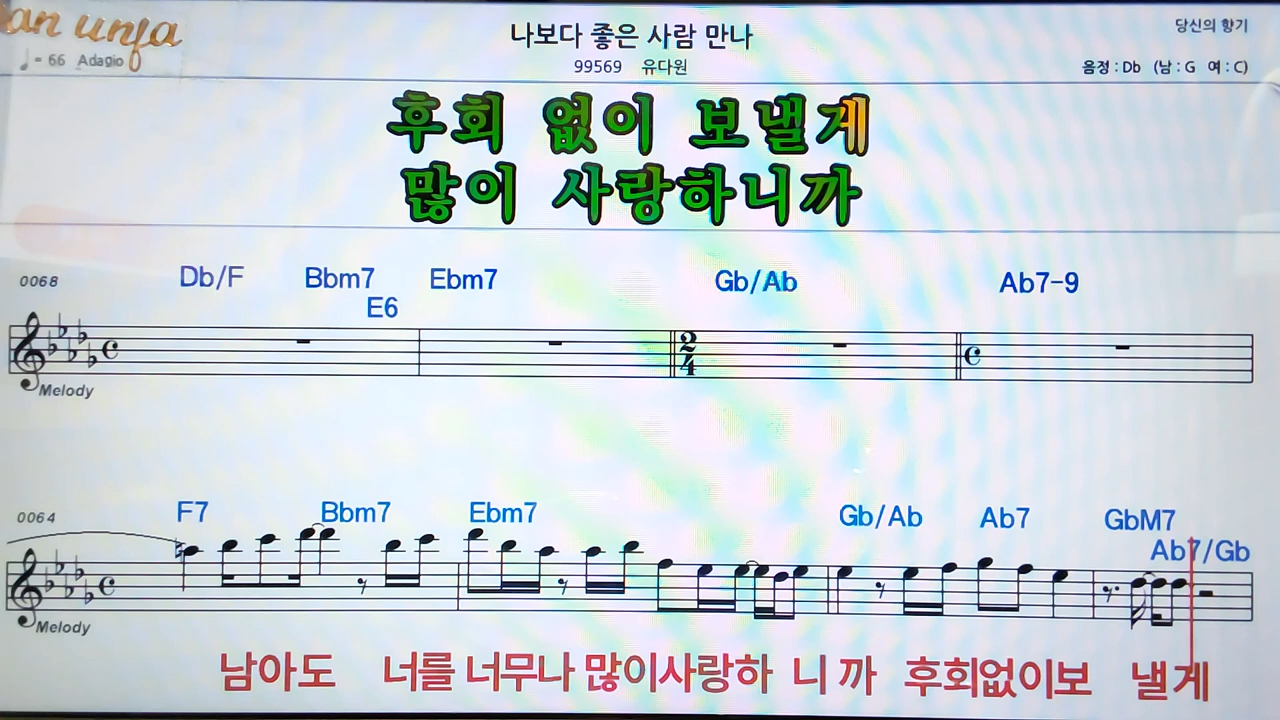 나보다 좋은 사람 만나
당신의 향기
= 66 Adagio
99569 유다원
음정 : Db (남 : G 여 : C)
후회 없이 보낼게
많이 사랑하니까
0068 Db/F Bbm7 E6 Ebm7 Gb/Ab Ab7-9
2
4
Melody
0064 F7 Bbm7 Ebm7 Gb/Ab Ab7 GbM7
Ab7/Gb
Melody
남아도 너를 너무나 많이사랑하 니 까 후회없이보 낼게